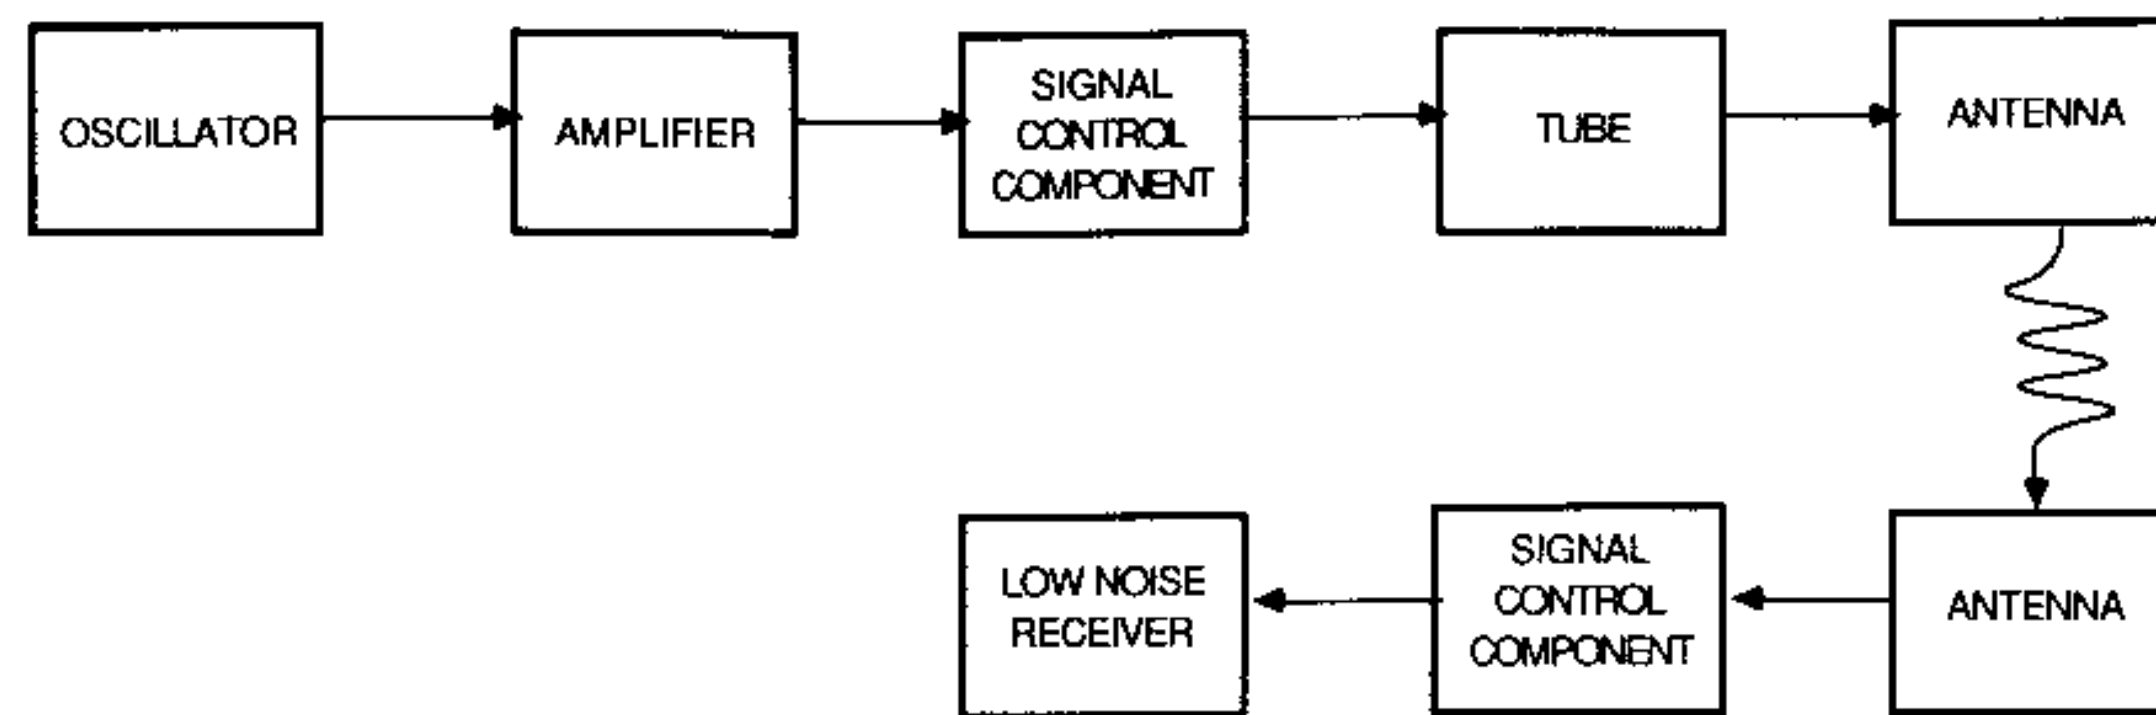 OSCILLATOR
AMPLIFIER
SIGNAL
CONTROL
COMPONENT
TUBE
ANTENNA
LOW NOISE
RECEIVER
SIGNAL
CONTROL
COMPONENT
ANTENNA